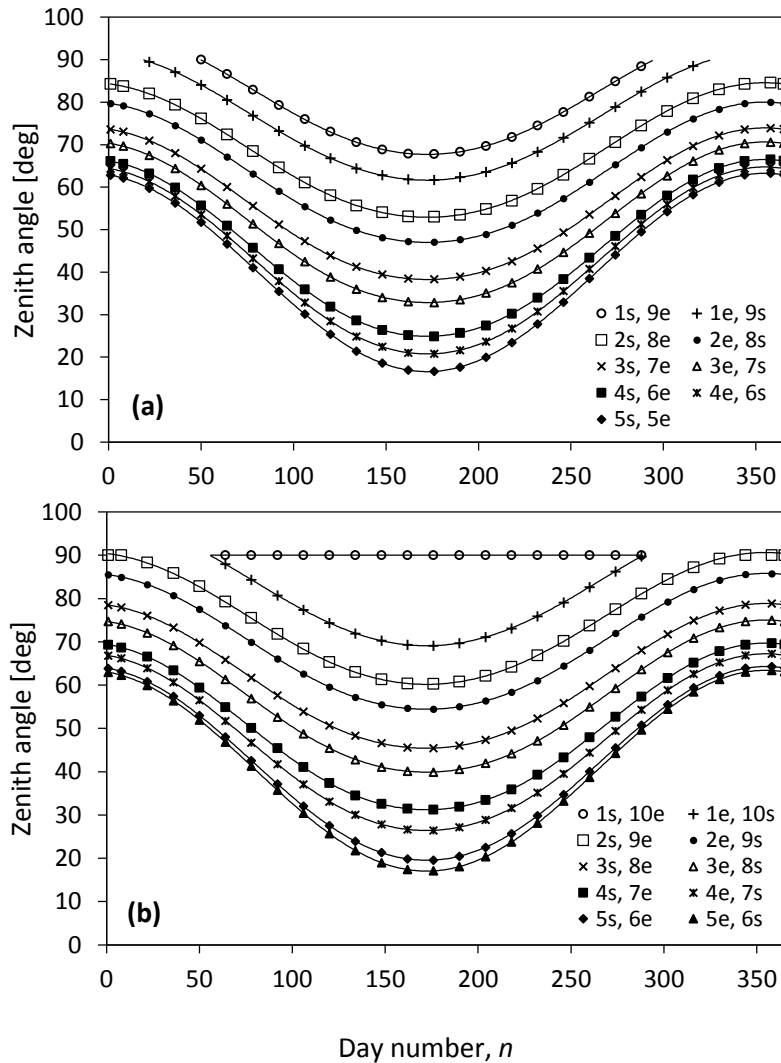 100
90
80
70
60
50
40
30
20
10
0
Zenith angle [deg]
(a)
1s, 9e 1e, 9s
2s, 8e 2e, 8s
3s, 7e 3e, 7s
4s, 6e 4e, 6s
5s, 5e
0 50 100 150 200 250 300 350
100
90
80
70
60
50
40
30
20
10
0
Zenith angle [deg]
(b)
1s, 10e 1e, 10s
2s, 9e 2e, 9s
3s, 8e 3e, 8s
4s, 7e 4e, 7s
5s, 6e 5e, 6s
0 50 100 150 200 250 300 350
Day number, n